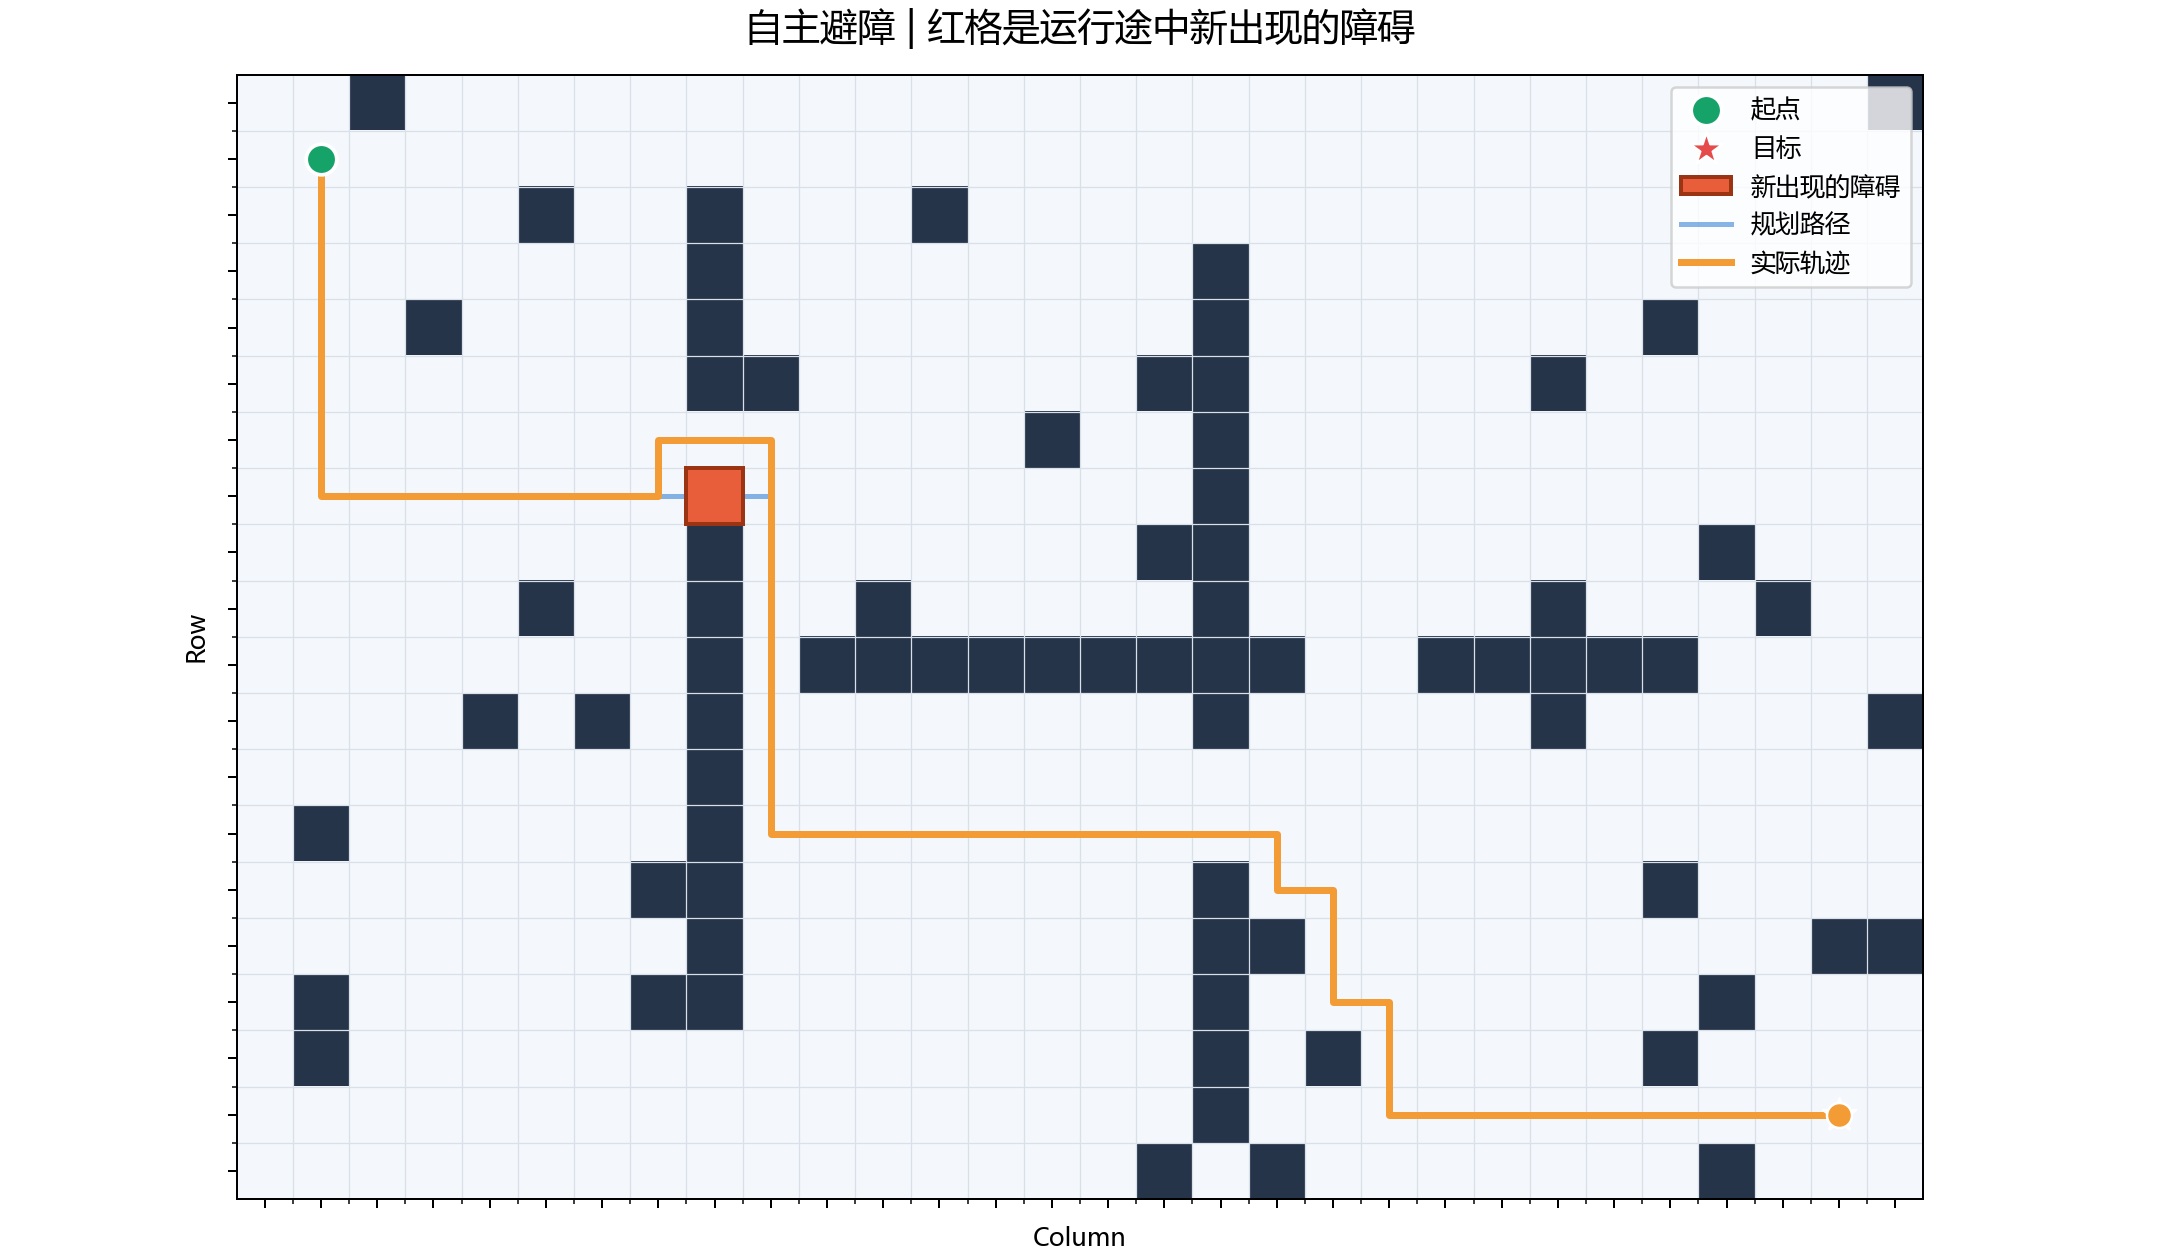 自主避障 | 红格是运行途中新出现的障碍
起点
目标
新出现的障碍
规划路径
实际轨迹
Row
Column